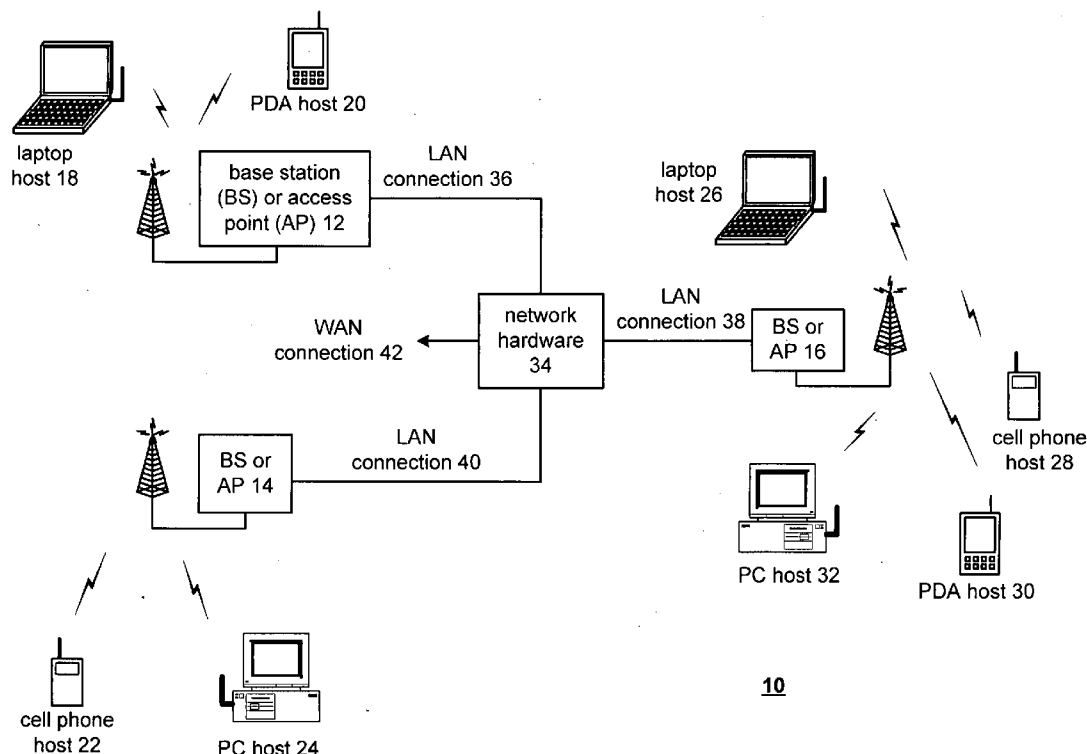 PDA host 20
laptop
host 18
base station
(BS) or access
point (AP) 12
LAN
connection 36
laptop
host 26
network
hardware
34
LAN
connection 38
BS or
AP 16
WAN
connection 42
cell phone
host 28
BS or
AP 14
LAN
connection 40
PC host 32
PDA host 30
cell phone
host 22
PC host 24
10